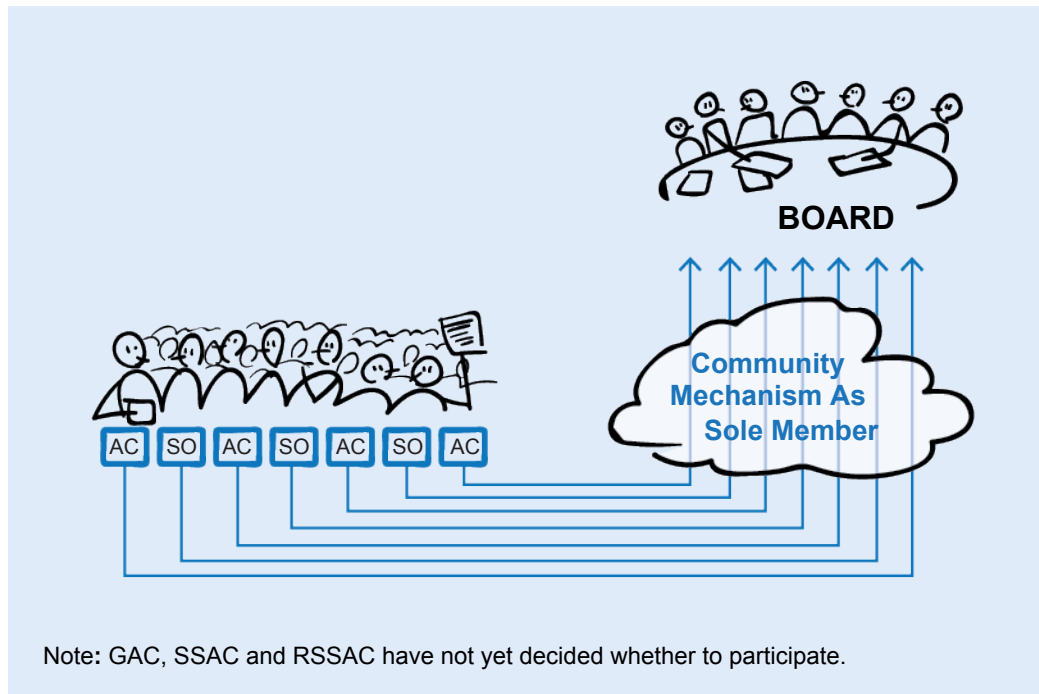 BOARD
Community
Mechanism As
Sole Member
AC SO AC SO AC SO AC
Note: GAC, SSAC and RSSAC have not yet decided whether to participate.